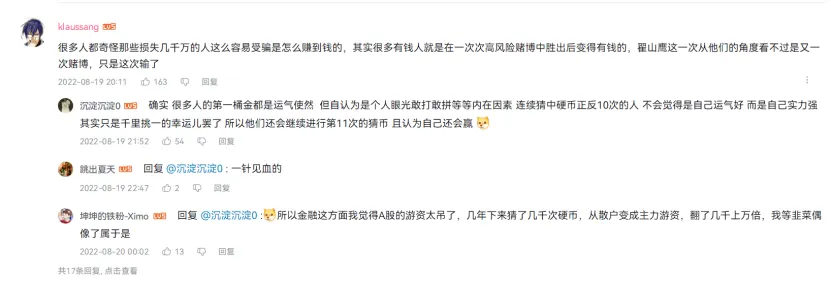 klaussang LV5
很多人都奇怪那些损失几千万的人这么容易受骗是怎么赚到钱的，其实很多有钱人就是在一次次高风险赌博中胜出后变得有钱的，翟山鹰这一次从他们的角度看不过是又一
次赌博，只是这次输了
2022-08-19 20:11 163 回复
沉淀沉淀0 LV5 确实 很多人的第一桶金都是运气使然 但自认为是个人眼光敢打敢拼等等内在因素 连续猜中硬币正反10次的人 不会觉得是自己运气好 而是自己实力强
其实只是千里挑一的幸运儿罢了 所以他们还会继续进行第11次的猜币 且认为自己还会赢
2022-08-19 21:52 54 回复
跳出夏天 LV5 回复 @沉淀沉淀0 : 一针见血的
2022-08-19 22:47 2 回复
坤坤的铁粉-Ximo LV5 回复 @沉淀沉淀0 : 所以金融这方面我觉得A股的游资太吊了，几年下来猜了几千次硬币，从散户变成主力游资，翻了几千上万倍，我等韭菜偶
像了属于是
2022-08-20 00:02 13 回复
共17条回复, 点击查看